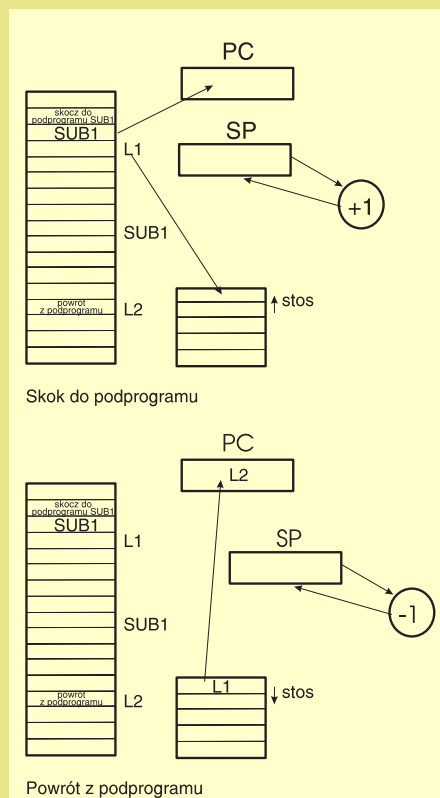 PC
skocz do
podprogramu SUB1
SUB1
L1
SP
+1
SUB1
powrót
z podprogramu
L2
stos
Skok do podprogramu
PC
L2
skocz do
podprogramu SUB1
SUB1
L1
SP
-1
SUB1
L1
powrót
z podprogramu
L2
stos
Powrót z podprogramu